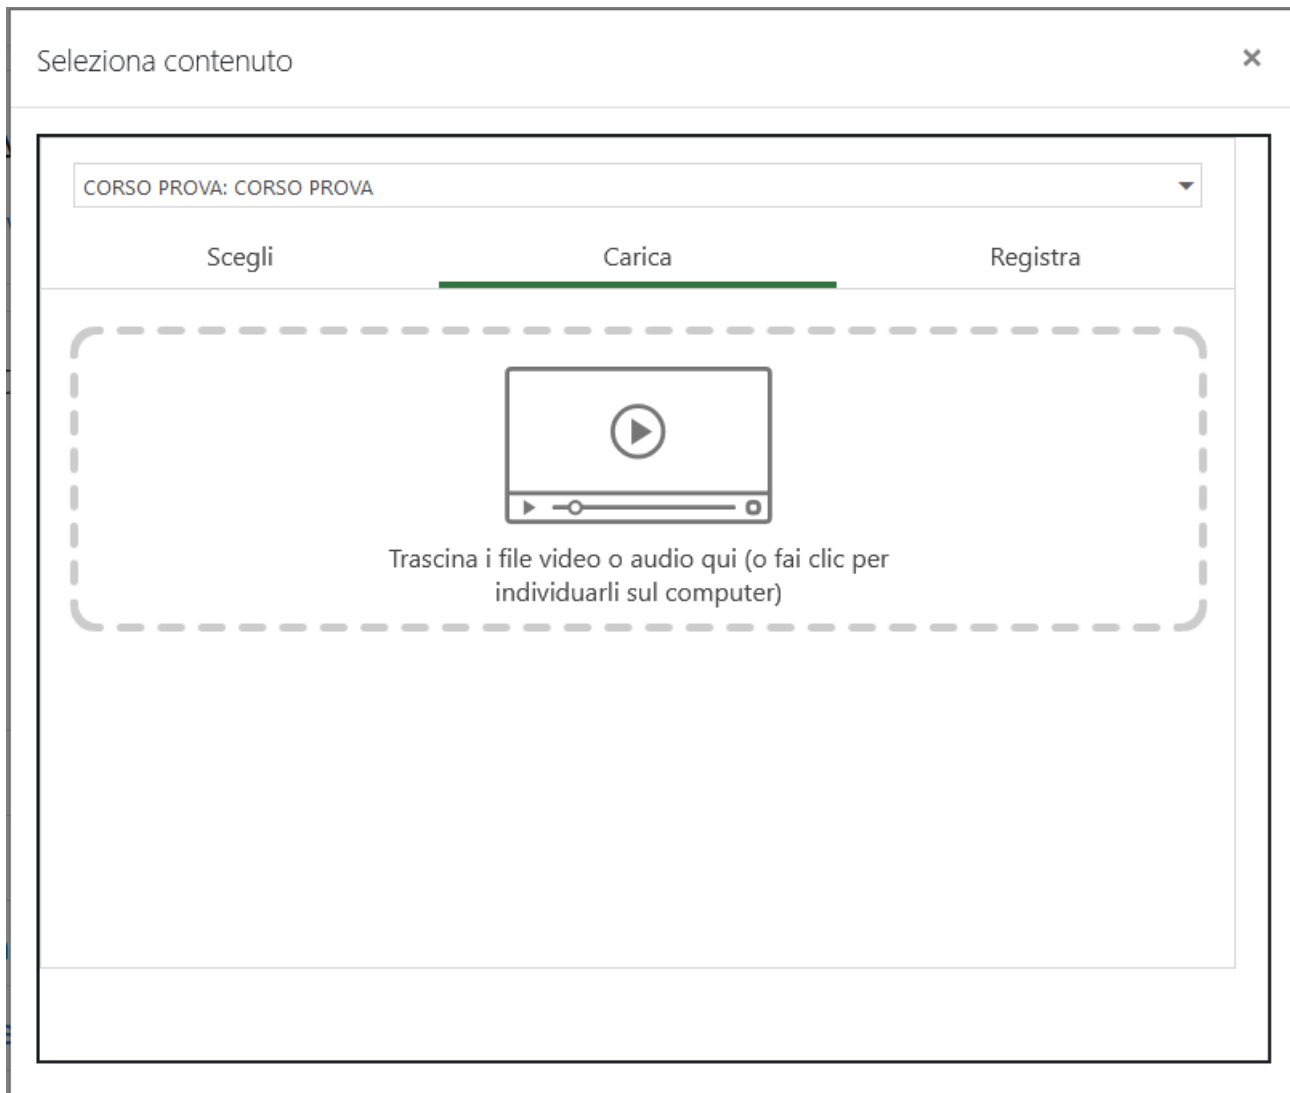 Seleziona contenuto
CORSO PROVA: CORSO PROVA
Scegli
Carica
Registra
Trascina i file video o audio qui (o fai clic per
individuarli sul computer)